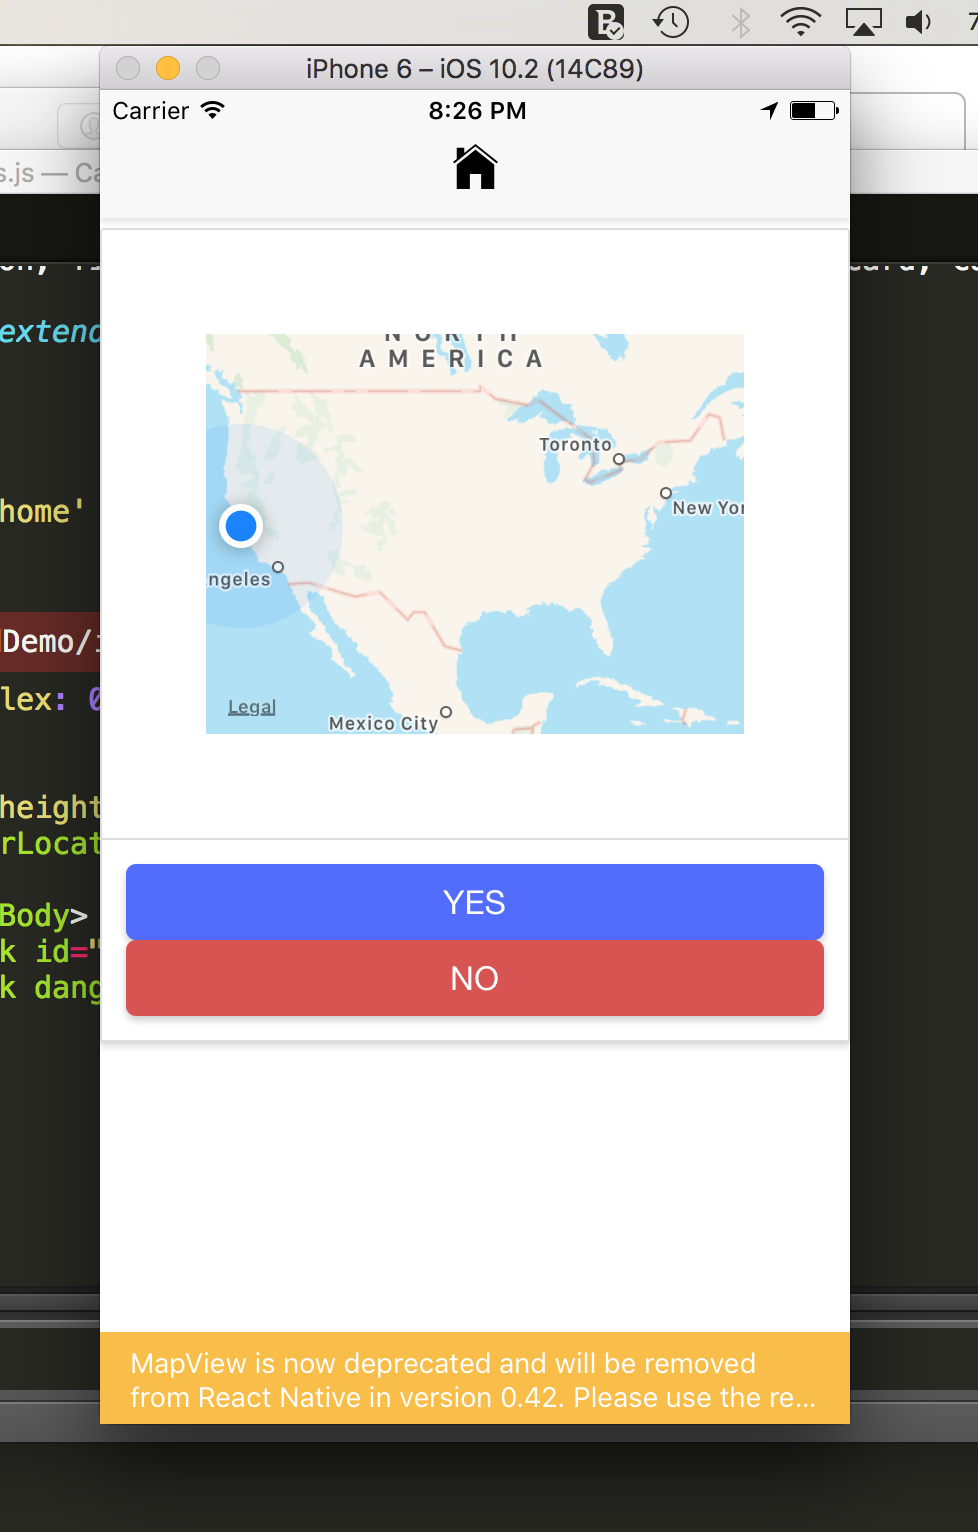 7
iPhone 6 – iOS 10.2 (14C89)
Carrier
8:26 PM
s.js — Ca
extend
home'
Demo/
lex: 0
height
rLocat
Body>
k id="
k dang
NORTH
AMERICA
Toronto
New Yor
ngeles
Legal
Mexico City
YES
NO
MapView is now deprecated and will be removed
from React Native in version 0.42. Please use the re...